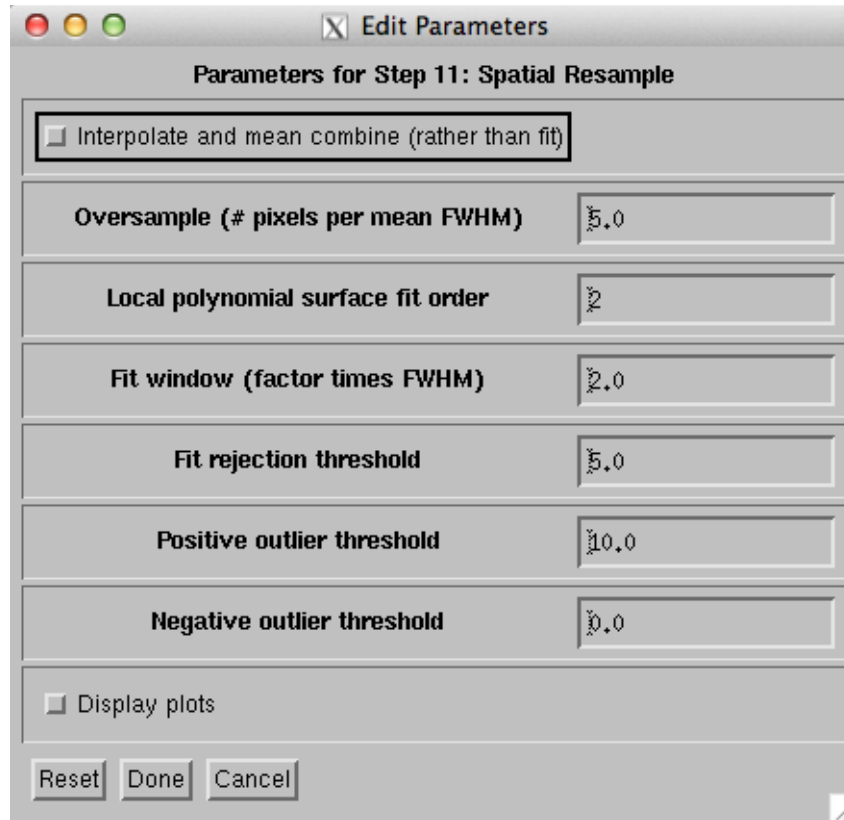 X Edit Parameters
Parameters for Step 11: Spatial Resample
Interpolate and mean combine (rather than fit)
Oversample (# pixels per mean FWHM) 5.0
Local polynomial surface fit order 2
Fit window (factor times FWHM) 2.0
Fit rejection threshold 5.0
Positive outlier threshold 10.0
Negative outlier threshold 0.0
Display plots
Reset Done Cancel